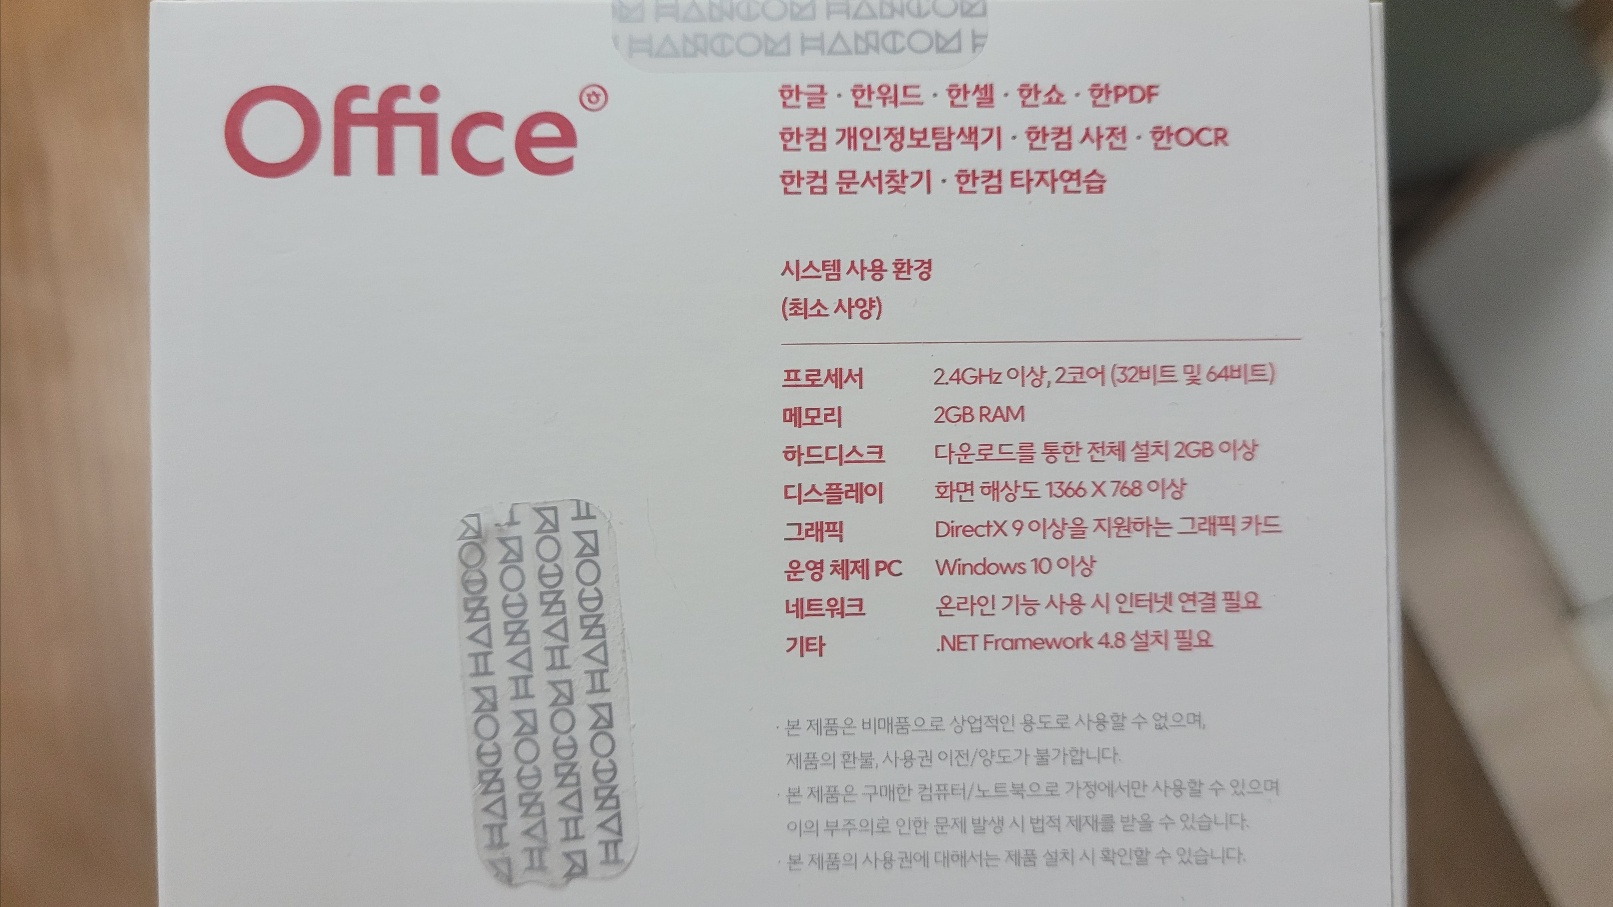 HANCOM HANCOM
HANCOM HANCOM H
Office
한글 · 한워드 · 한셀 · 한쇼 · 한PDF
한컴 개인정보탐색기 · 한컴 사전 · 한OCR
한컴 문서찾기 · 한컴 타자연습
시스템 사용 환경
(최소 사양)
프로세서 2.4GHz 이상, 2코어 (32비트 및 64비트)
메모리 2GB RAM
하드디스크 다운로드를 통한 전체 설치 2GB 이상
디스플레이 화면 해상도 1366 X 768 이상
그래픽 DirectX 9 이상을 지원하는 그래픽 카드
운영 체제 PC Windows 10 이상
네트워크 온라인 기능 사용 시 인터넷 연결 필요
기타 .NET Framework 4.8 설치 필요
· 본 제품은 비매품으로 상업적인 용도로 사용할 수 없으며,
제품의 환불, 사용권 이전/양도가 불가합니다.
· 본 제품은 구매한 컴퓨터/노트북으로 가정에서만 사용할 수 있으며
이의 부주의로 인한 문제 발생 시 법적 제재를 받을 수 있습니다.
· 본 제품의 사용권에 대해서는 제품 설치 시 확인할 수 있습니다.
HANCOM HANCOM
HANCOM HANCOM
HANCOM HANCOM
HANCOM HANCOM